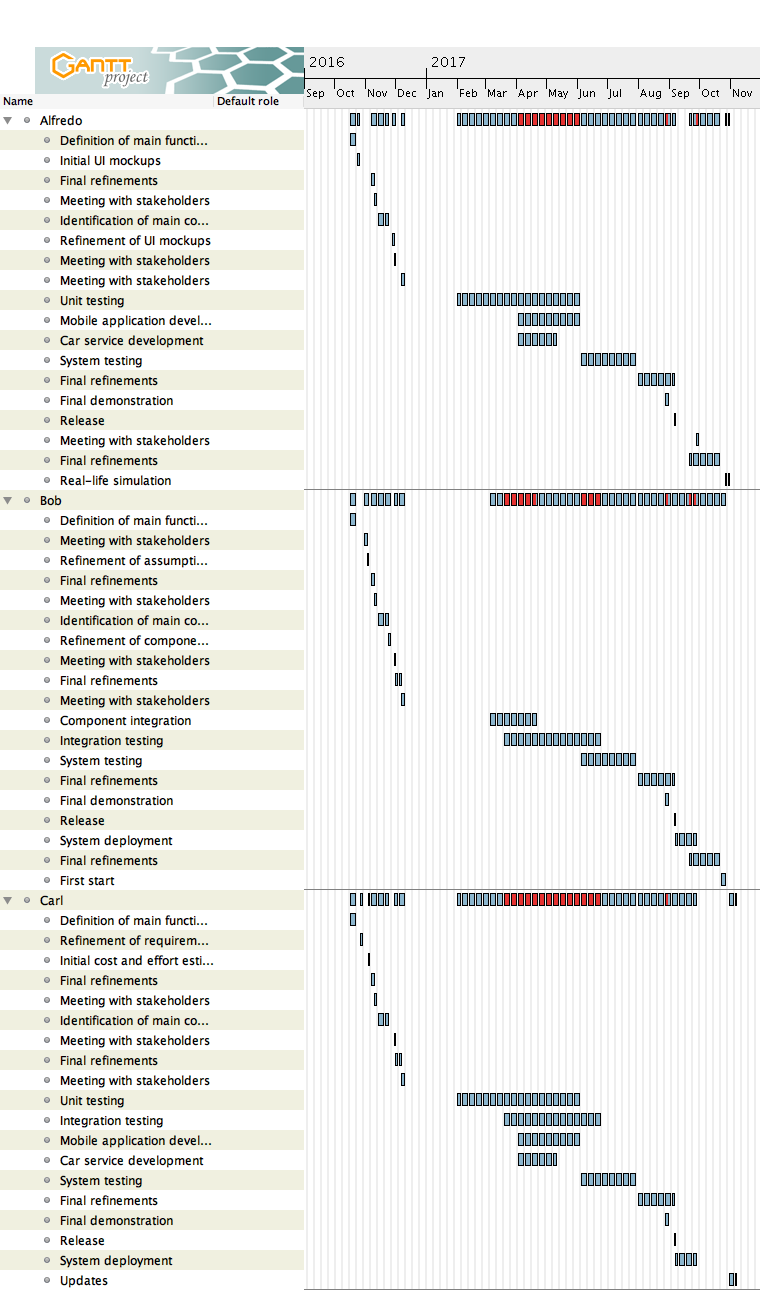 GANTT
project
2016 2017
Sep Oct Nov Dec Jan Feb Mar Apr May Jun Jul Aug Sep Oct Nov
Name Default role
Alfredo
Definition of main functi...
Initial UI mockups
Final refinements
Meeting with stakeholders
Identification of main co...
Refinement of UI mockups
Meeting with stakeholders
Meeting with stakeholders
Unit testing
Mobile application devel...
Car service development
System testing
Final refinements
Final demonstration
Release
Meeting with stakeholders
Final refinements
Real-life simulation
Bob
Definition of main functi...
Meeting with stakeholders
Refinement of assumpti...
Final refinements
Meeting with stakeholders
Identification of main co...
Refinement of compone...
Meeting with stakeholders
Final refinements
Meeting with stakeholders
Component integration
Integration testing
System testing
Final refinements
Final demonstration
Release
System deployment
Final refinements
First start
Carl
Definition of main functi...
Refinement of requirem...
Initial cost and effort esti...
Final refinements
Meeting with stakeholders
Identification of main co...
Meeting with stakeholders
Final refinements
Meeting with stakeholders
Unit testing
Integration testing
Mobile application devel...
Car service development
System testing
Final refinements
Final demonstration
Release
System deployment
Updates